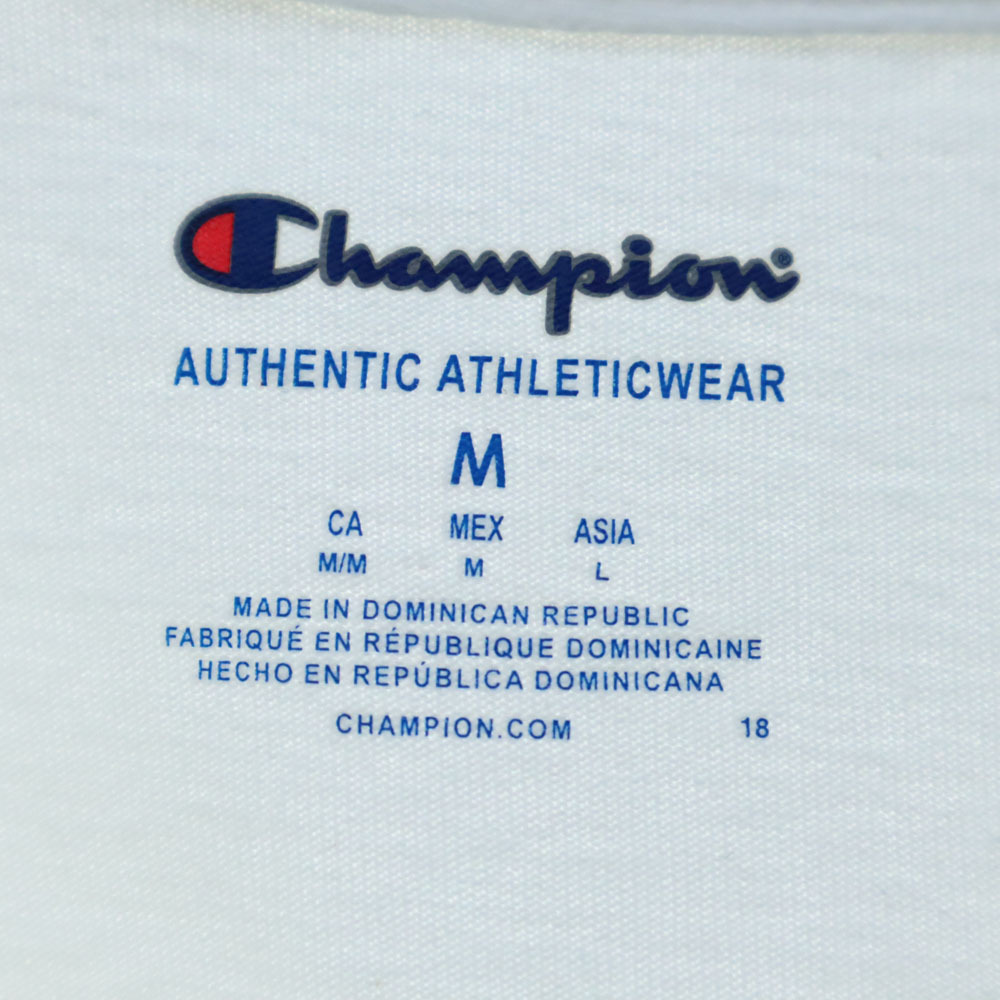 Champion
AUTHENTIC ATHLETICWEAR
M
CA MEX ASIA
M/M M L
MADE IN DOMINICAN REPUBLIC
FABRIQUÉ EN RÉPUBLIQUE DOMINICAINE
HECHO EN REPÚBLICA DOMINICANA
CHAMPION.COM 18